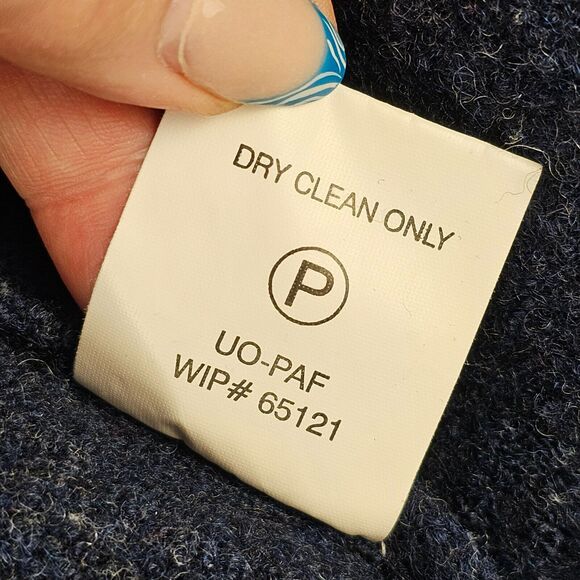 DRY CLEAN ONLY
P
UO-PAF
WIP# 65121